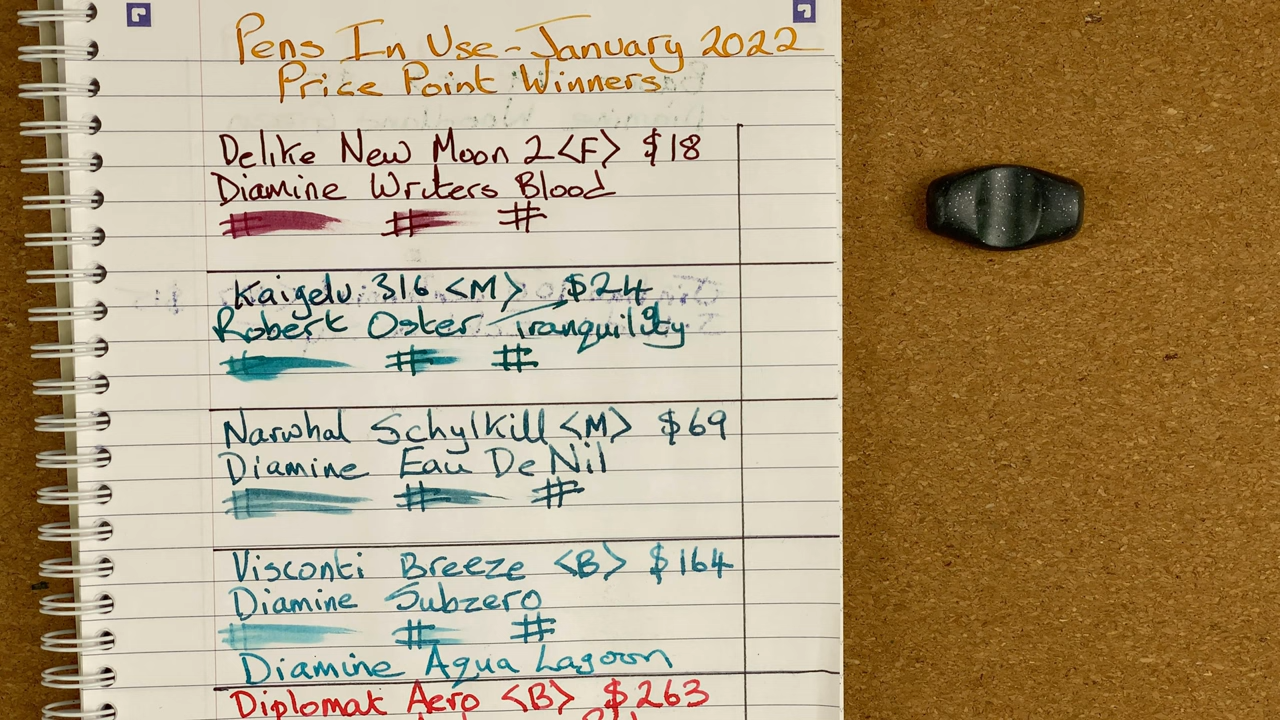 Pens In Use - January 2022
Price Point Winners
Delike New Moon 2 <F> $18
Diamine Writers Blood
# # #
Kaigelu 316 <M> $24
Robert Oster Tranquility
# # #
Narwhal Schylkill <M> $69
Diamine Eau De Nil
# # #
Visconti Breeze <B> $164
Diamine Subzero
# # #
Diamine Aqua Lagoon
Diplomat Aero <B> $263